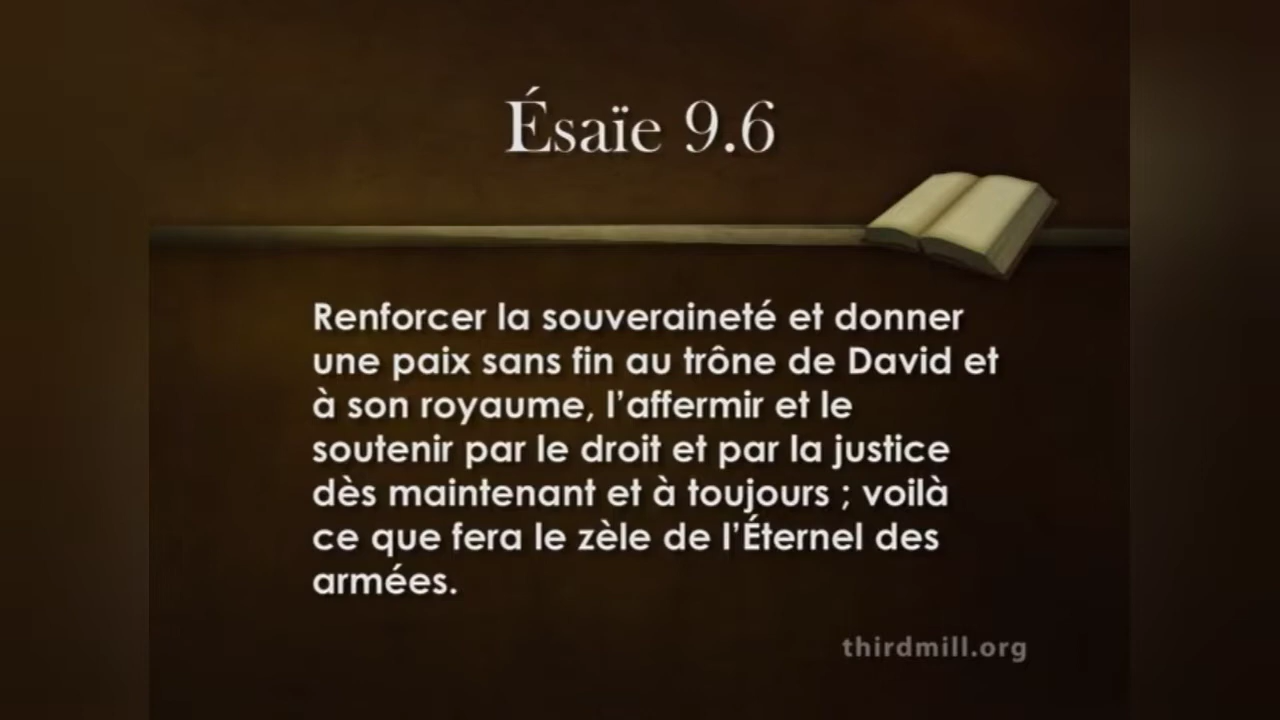 Ésaïe 9.6
Renforcer la souveraineté et donner
une paix sans fin au trône de David et
à son royaume, l’affermir et le
soutenir par le droit et par la justice
dès maintenant et à toujours ; voilà
ce que fera le zèle de l’Éternel des
armées.
thirdmill.org